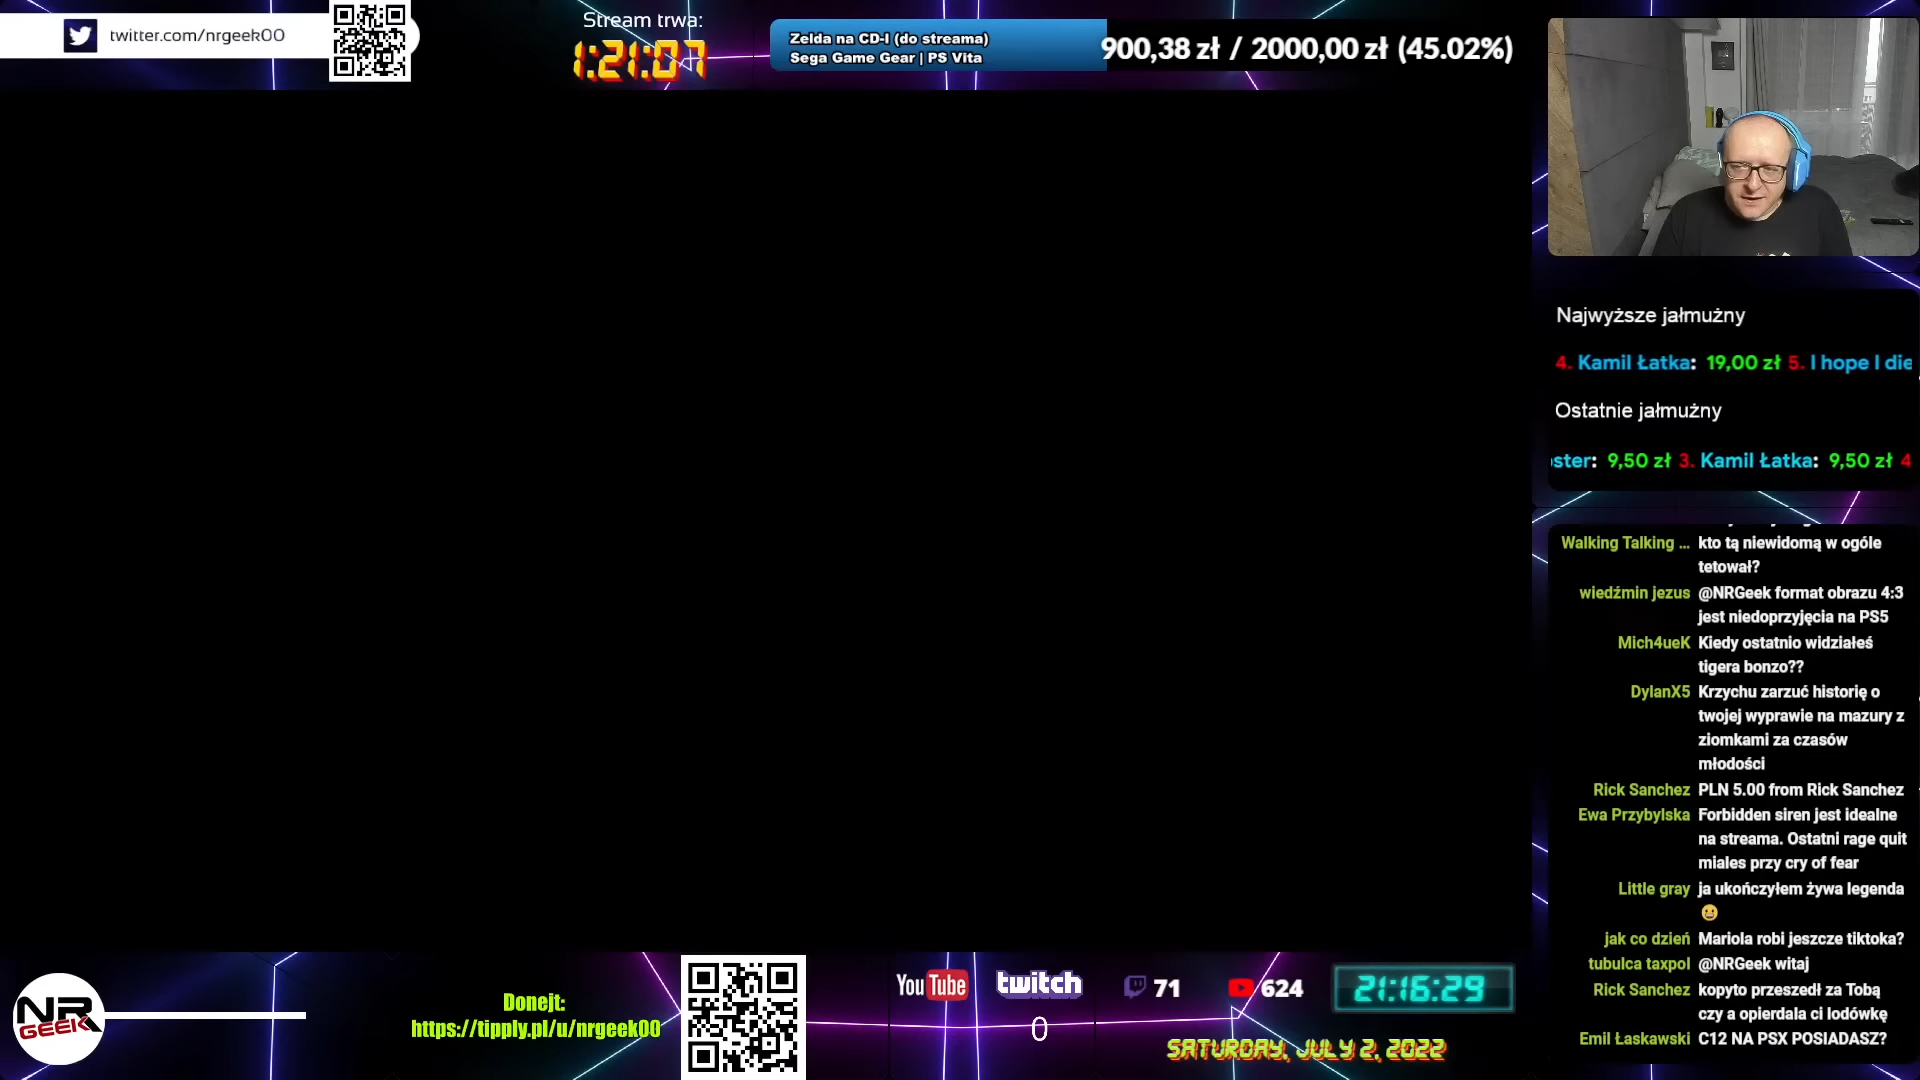 twitter.com/nrgeek00
Stream trwa:
1:21:07
Zelda na CD-I (do streama)
Sega Game Gear | PS Vita
900,38 zł / 2000,00 zł (45.02%)
Najwyższe jałmużny
4. Kamil Łatka: 19,00 zł 5. I hope I die
Ostatnie jałmużny
ster: 9,50 zł 3. Kamil Łatka: 9,50 zł 4
Walking Talking ... kto tą niewidomą w ogóle
tetował?
wiedźmin jezus @NRGeek format obrazu 4:3
jest niedoprzyjęcia na PS5
Mich4ueK Kiedy ostatnio widziałeś
tigera bonzo??
DylanX5 Krzychu zarzuć historię o
twojej wyprawie na mazury z
ziomkami za czasów
młodości
Rick Sanchez PLN 5.00 from Rick Sanchez
Ewa Przybylska Forbidden siren jest idealne
na streama. Ostatni rage quit
miales przy cry of fear
Little gray ja ukończyłem żywa legenda
😀
jak co dzień Mariola robi jeszcze tiktoka?
tubulca taxpol @NRGeek witaj
Rick Sanchez kopyto przeszedł za Tobą
czy a opierdala ci lodówkę
Emil Łaskawski C12 NA PSX POSIADASZ?
NR
GEEK
Donejt:
https://tipply.pl/u/nrgeek00
YouTube
twitch
71
624
0
21:16:29
SATURDAY, JULY 2, 2022